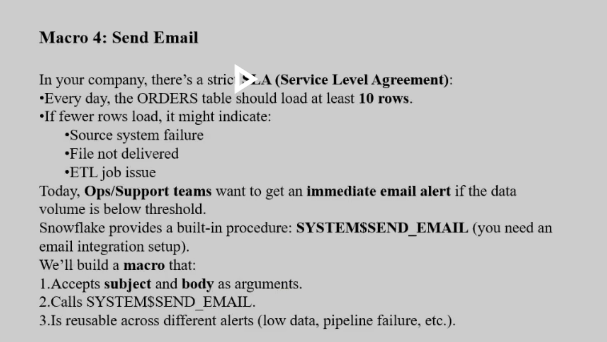 Macro 4: Send Email
In your company, there's a strict SLA (Service Level Agreement):
•Every day, the ORDERS table should load at least 10 rows.
•If fewer rows load, it might indicate:
•Source system failure
•File not delivered
•ETL job issue
Today, Ops/Support teams want to get an immediate email alert if the data
volume is below threshold.
Snowflake provides a built-in procedure: SYSTEM$SEND_EMAIL (you need an
email integration setup).
We'll build a macro that:
1.Accepts subject and body as arguments.
2.Calls SYSTEM$SEND_EMAIL.
3.Is reusable across different alerts (low data, pipeline failure, etc.).